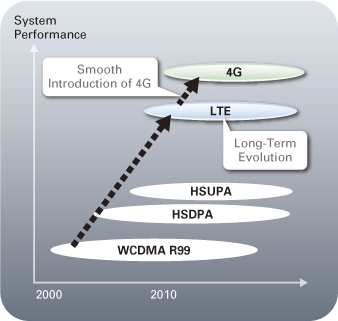 System
Performance
4G
Smooth
Introduction of 4G
LTE
Long-Term
Evolution
HSUPA
HSDPA
WCDMA R99
2000
2010